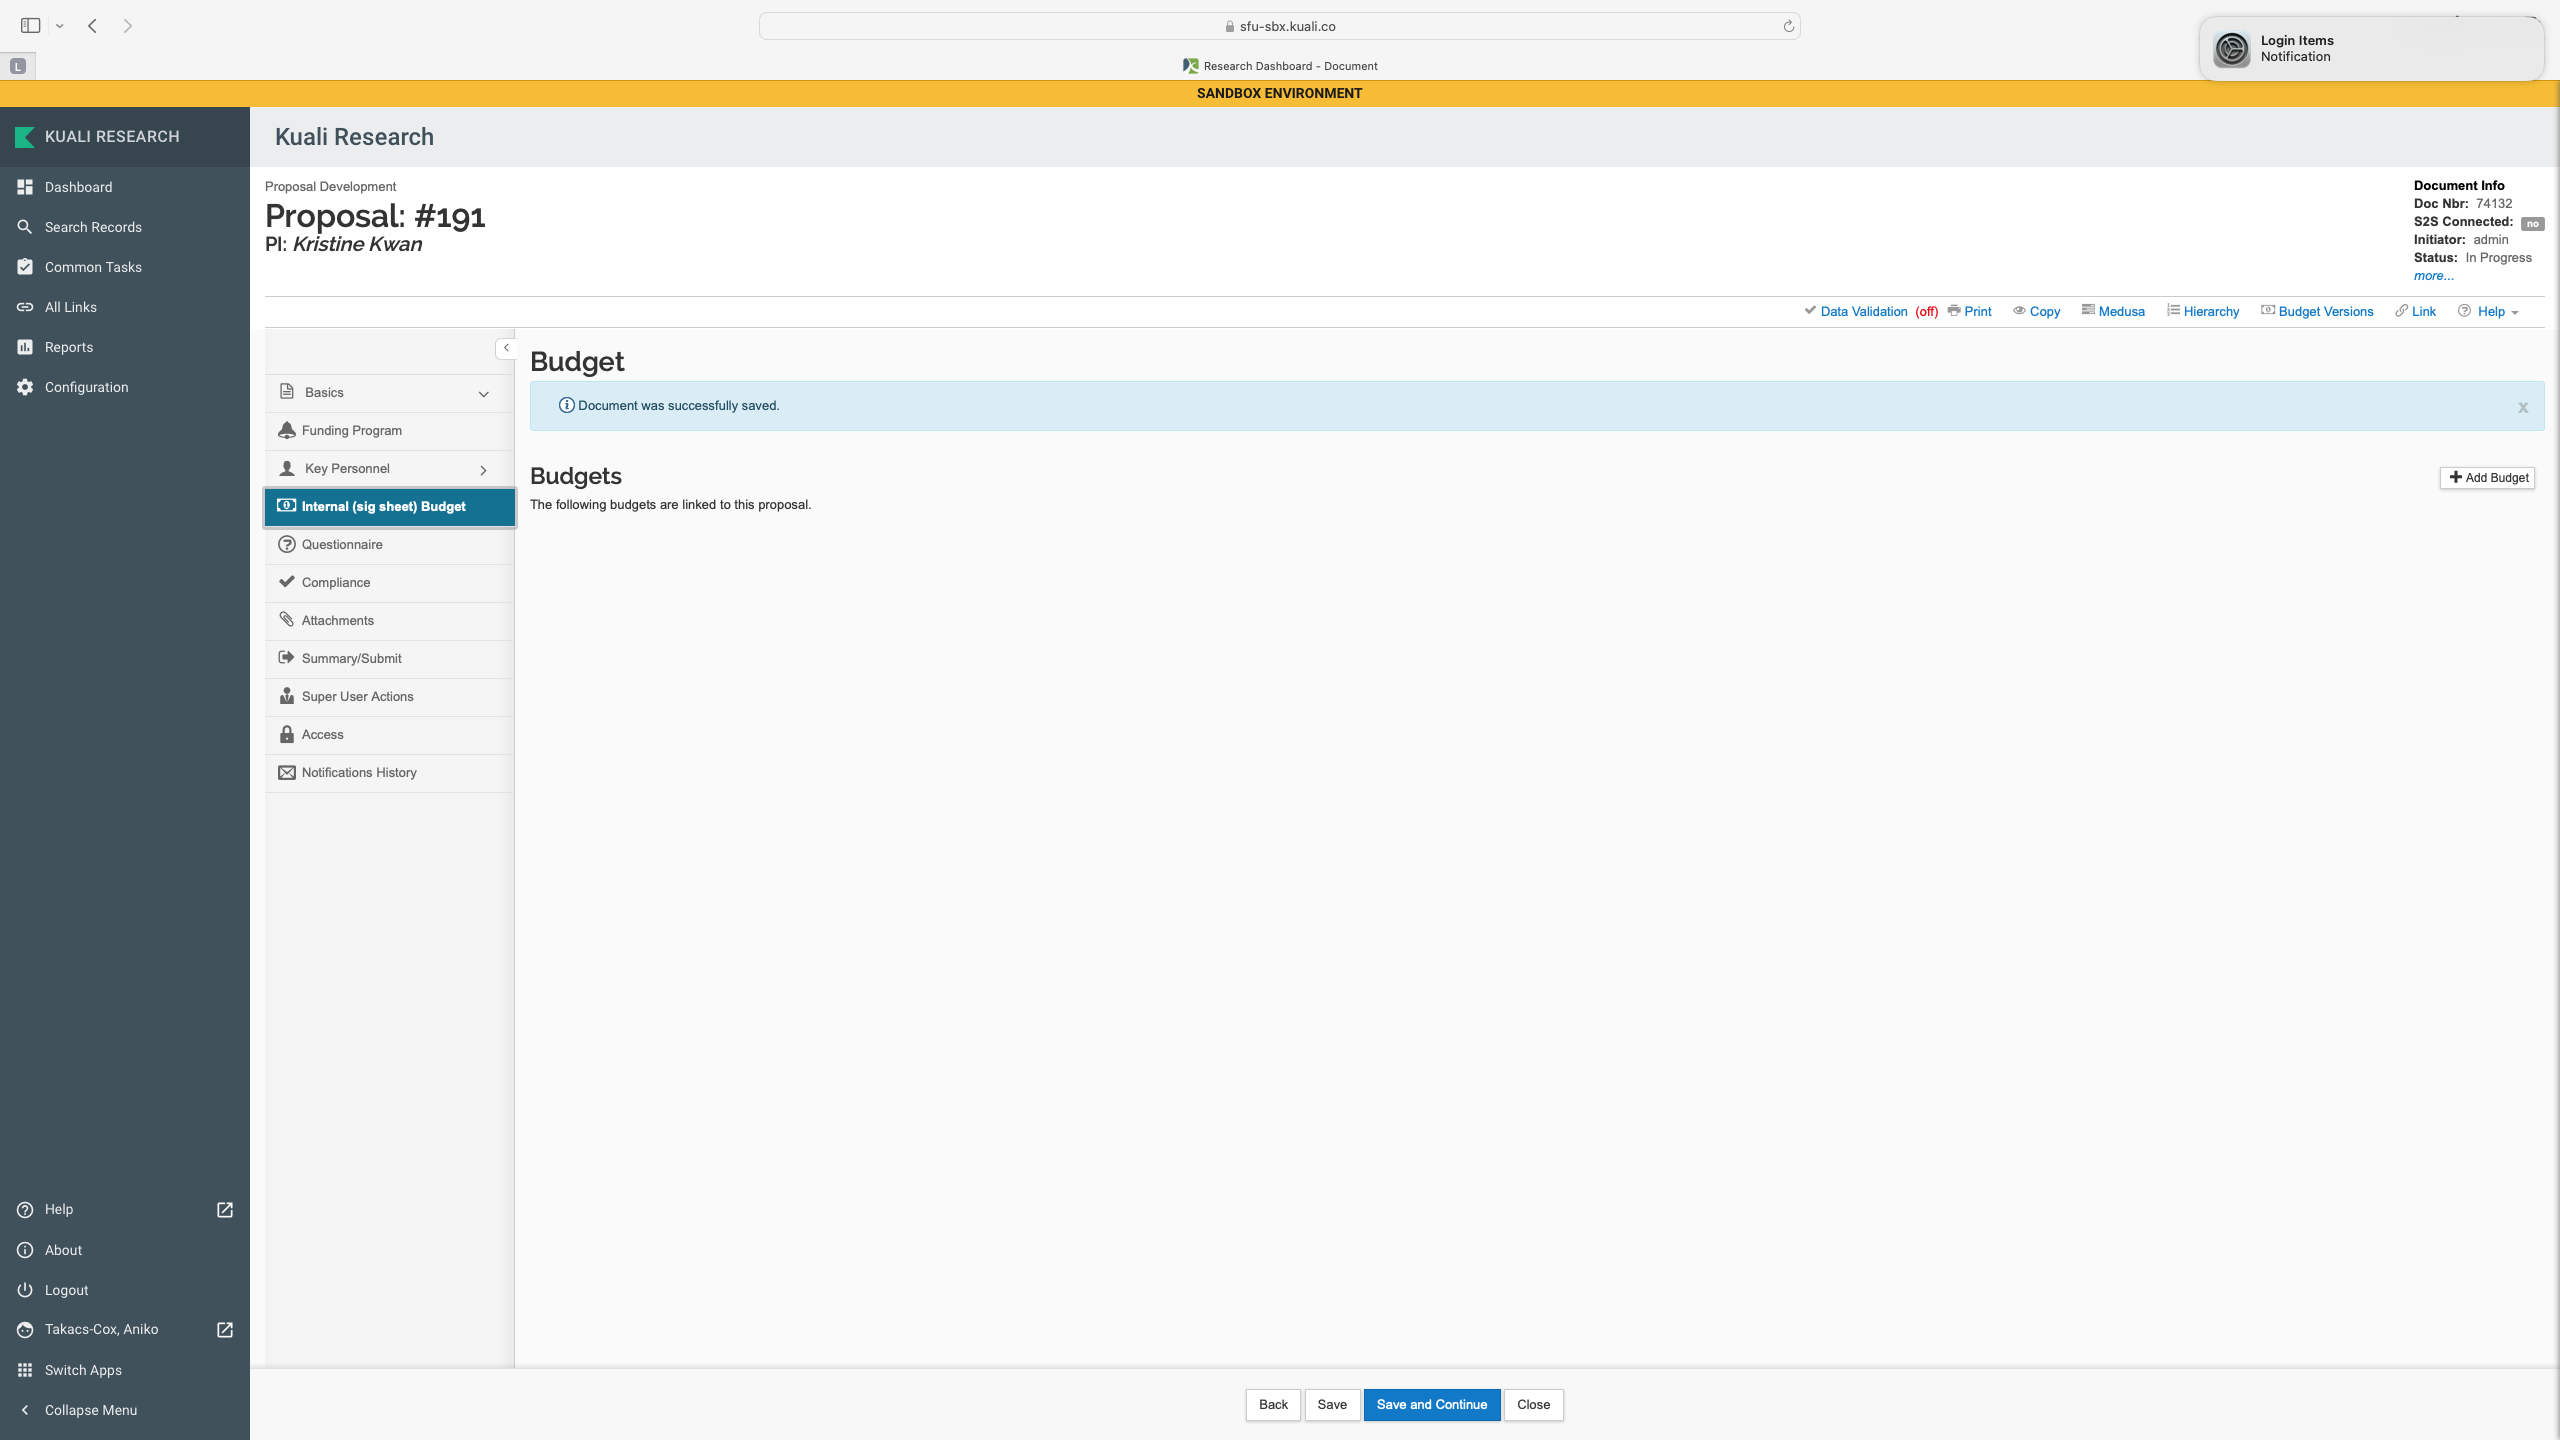 sfu-sbx.kuali.co
L
Research Dashboard - Document
Login Items
Notification
SANDBOX ENVIRONMENT
KUALI RESEARCH
Kuali Research
Dashboard
Search Records
Common Tasks
All Links
Reports
Configuration
Help
About
Logout
Takacs-Cox, Aniko
Switch Apps
Collapse Menu
Proposal Development
Proposal: #191
PI: Kristine Kwan
Document Info
Doc Nbr: 74132
S2S Connected: no
Initiator: admin
Status: In Progress
more...
Data Validation (off) Print Copy Medusa Hierarchy Budget Versions Link Help
Basics
Funding Program
Key Personnel
Internal (sig sheet) Budget
Questionnaire
Compliance
Attachments
Summary/Submit
Super User Actions
Access
Notifications History
Budget
Document was successfully saved.
x
Budgets
Add Budget
The following budgets are linked to this proposal.
Back Save Save and Continue Close